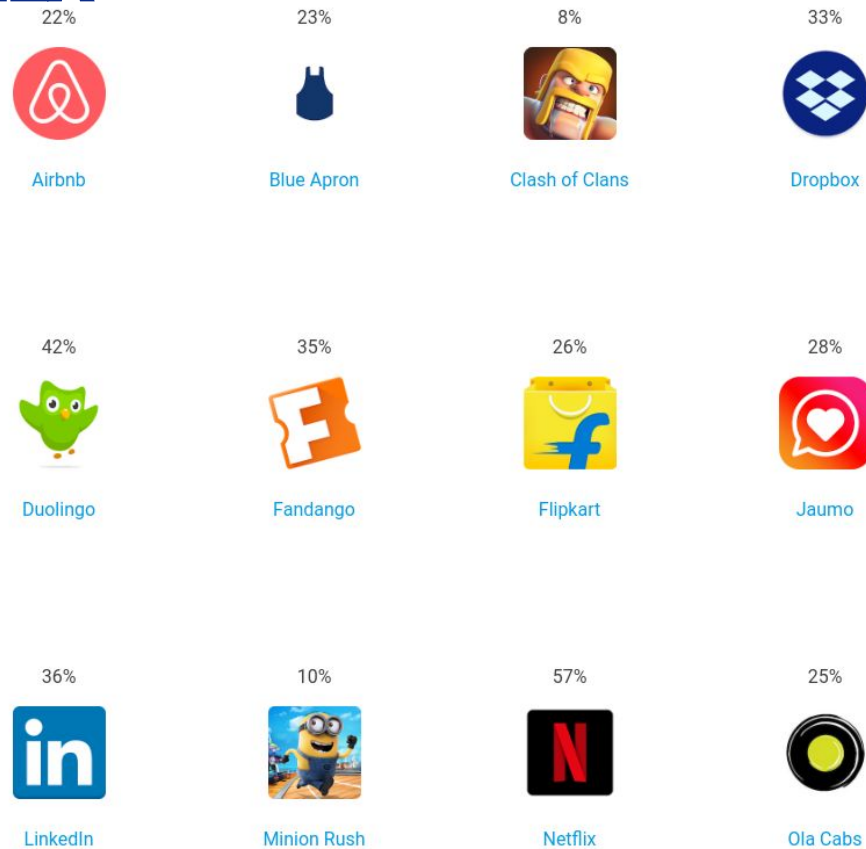 22% 23% 8% 33%
Airbnb Blue Apron Clash of Clans Dropbox
42% 35% 26% 28%
F f
Duolingo Fandango Flipkart Jaumo
36% 10% 57% 25%
in N
LinkedIn Minion Rush Netflix Ola Cabs